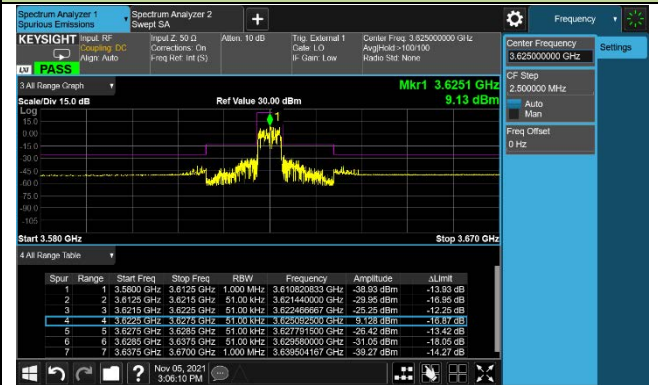 Spectrum Analyzer 1
Spurious Emissions
Spectrum Analyzer 2
Swept SA
+
Frequency
KEYSIGHT
Input: RF
Coupling: DC
Align: Auto
Input Z: 50 Ω
Corrections: On
Freq Ref: Int (S)
Atten: 10 dB
Trig: External 1
Gate: LO
IF Gain: Low
Center Freq: 3.625000000 GHz
Avg|Hold >100/100
Radio Std: None
LXI PASS
Center Frequency
3.625000000 GHz
Settings
CF Step
2.500000 MHz
Auto
Man
Freq Offset
0 Hz
3 All Range Graph
Mkr1 3.6251 GHz
Scale/Div 15.0 dB
Ref Value 30.00 dBm
9.13 dBm
Log
15.0
0.00
-15.0
-30.0
-45.0
-60.0
-75.0
-90.0
-105
1
Start 3.580 GHz
Stop 3.670 GHz
4 All Range Table
Spur Range Start Freq Stop Freq RBW Frequency Amplitude ΔLimit
1 1 3.5800 GHz 3.6125 GHz 1.000 MHz 3.610820833 GHz -38.93 dBm -13.93 dB
2 2 3.6125 GHz 3.6215 GHz 51.00 kHz 3.621440000 GHz -29.95 dBm -16.95 dB
3 3 3.6215 GHz 3.6225 GHz 51.00 kHz 3.622466667 GHz -25.25 dBm -12.25 dB
4 4 3.6225 GHz 3.6275 GHz 51.00 kHz 3.625092500 GHz 9.128 dBm -16.87 dB
5 5 3.6275 GHz 3.6285 GHz 51.00 kHz 3.627791500 GHz -26.42 dBm -13.42 dB
6 6 3.6285 GHz 3.6375 GHz 51.00 kHz 3.629580000 GHz -31.05 dBm -18.05 dB
7 7 3.6375 GHz 3.6700 GHz 1.000 MHz 3.639504167 GHz -39.27 dBm -14.27 dB
?
Nov 05, 2021
3:06:10 PM